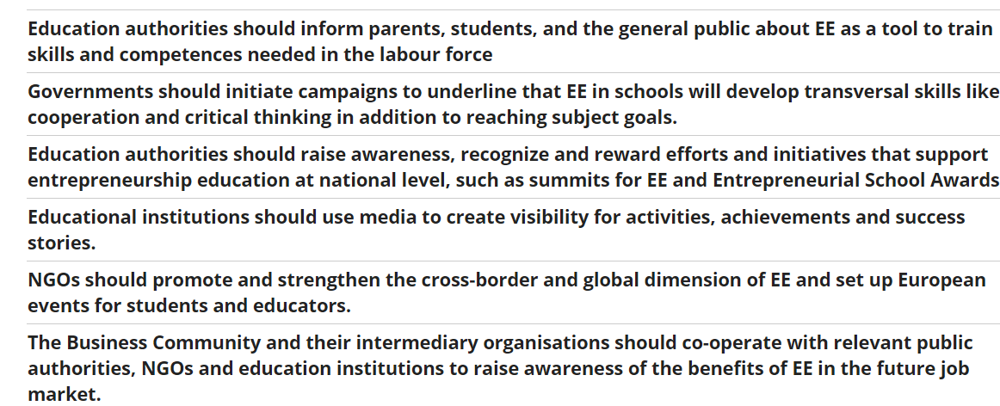 Education authorities should inform parents, students, and the general public about EE as a tool to train
skills and competences needed in the labour force
Governments should initiate campaigns to underline that EE in schools will develop transversal skills like
cooperation and critical thinking in addition to reaching subject goals.
Education authorities should raise awareness, recognize and reward efforts and initiatives that support
entrepreneurship education at national level, such as summits for EE and Entrepreneurial School Awards
Educational institutions should use media to create visibility for activities, achievements and success
stories.
NGOs should promote and strengthen the cross-border and global dimension of EE and set up European
events for students and educators.
The Business Community and their intermediary organisations should co-operate with relevant public
authorities, NGOs and education institutions to raise awareness of the benefits of EE in the future job
market.